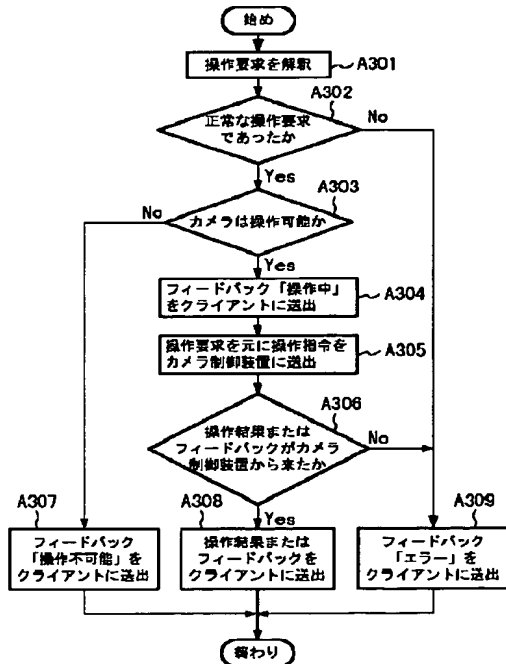 始め
操作要求を解釈
A301
A302
正常な操作要求
であったか
No
Yes
A303
No
カメラは操作可能か
Yes
フィードバック「操作中」
をクライアントに送出
A304
操作要求を元に操作指令を
カメラ制御装置に送出
A305
A306
操作結果または
フィードバックがカメラ
制御装置から来たか
No
Yes
A307
フィードバック
「操作不可能」を
クライアントに送出
A308
操作結果または
フィードバックを
クライアントに送出
A309
フィードバック
「エラー」を
クライアントに送出
終わり